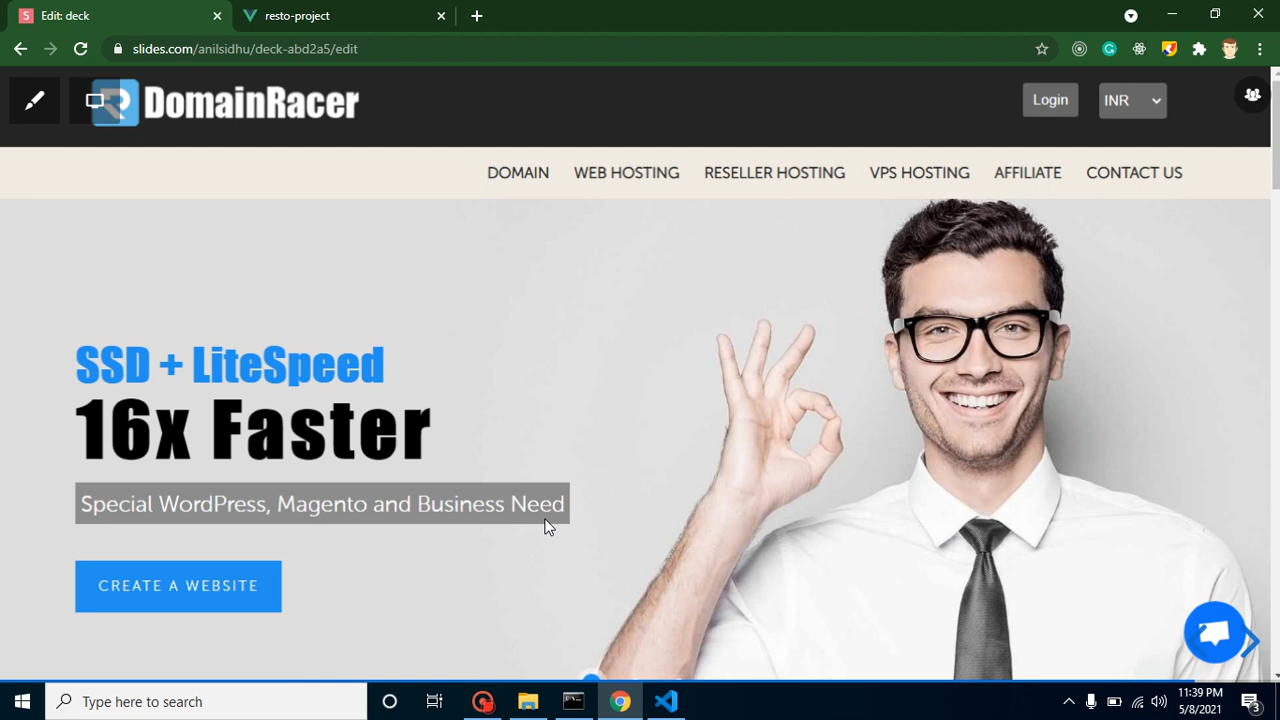 Edit: deck
resto-project
slides.com/anilsidhu/deck-abd2a5/edit
DomainRacer
Login
INR
DOMAIN WEB HOSTING RESELLER HOSTING VPS HOSTING AFFILIATE CONTACT US
SSD + LiteSpeed
16x Faster
Special WordPress, Magento and Business Need
CREATE A WEBSITE
Type here to search
11:39 PM
5/8/2021
3